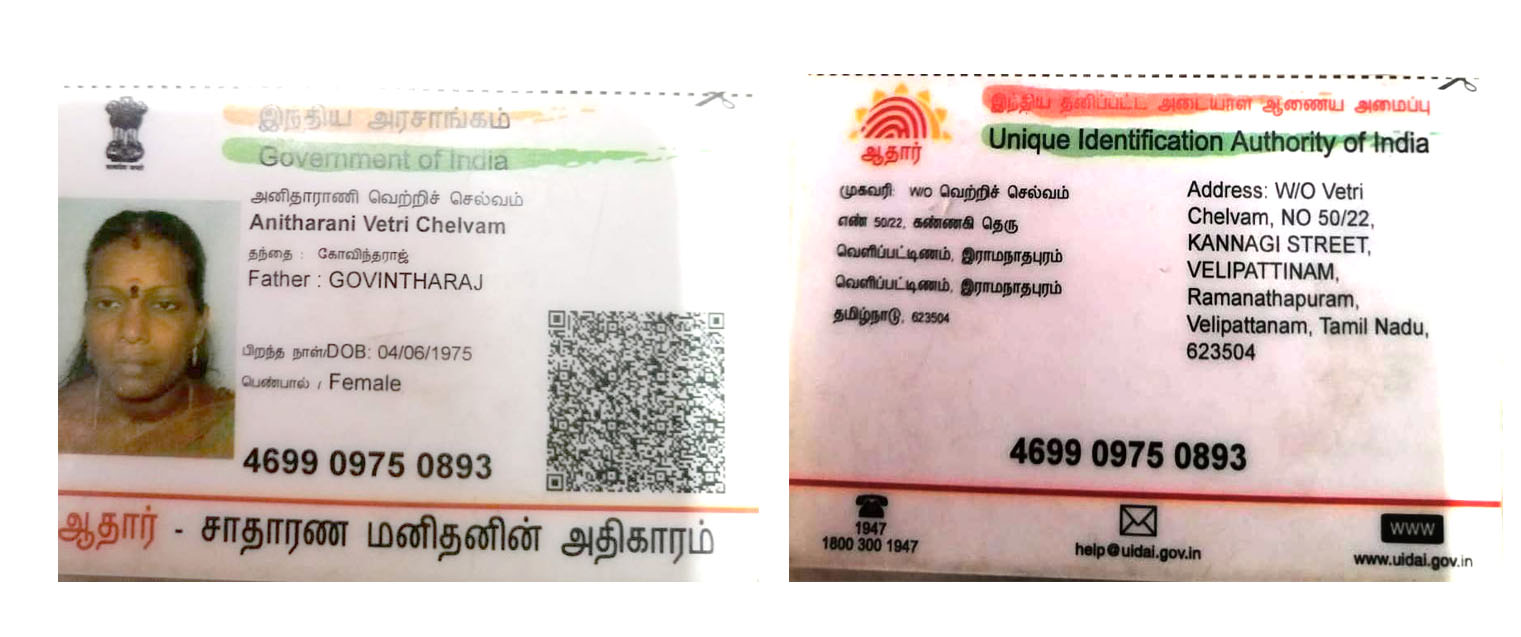 இந்திய அரசாங்கம்
Government of India
அனிதாராணி வெற்றிச் செல்வம்
Anitharani Vetri Chelvam
தந்தை : கோவிந்தராஜ்
Father : GOVINTHARAJ
பிறந்த நாள்/DOB: 04/06/1975
பெண்பால் / Female
4699 0975 0893
ஆதார் - சாதாரண மனிதனின் அதிகாரம்
இந்திய தனிப்பட்ட அடையாள ஆணைய அமைப்பு
Unique Identification Authority of India
ஆதார்
முகவரி: W/O வெற்றிச் செல்வம்
எண் 50/22, கண்ணகி தெரு
வெளிப்பட்டிணம், இராமநாதபுரம்
வெளிப்பட்டிணம், இராமநாதபுரம்
தமிழ்நாடு, 623504
Address: W/O Vetri
Chelvam, NO 50/22,
KANNAGI STREET,
VELIPATTINAM,
Ramanathapuram,
Velipattanam, Tamil Nadu,
623504
4699 0975 0893
1947
1800 300 1947
help@uidai.gov.in
www
www.uidai.gov.in